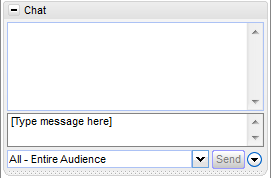 Chat
[Type message here]
All - Entire Audience
Send